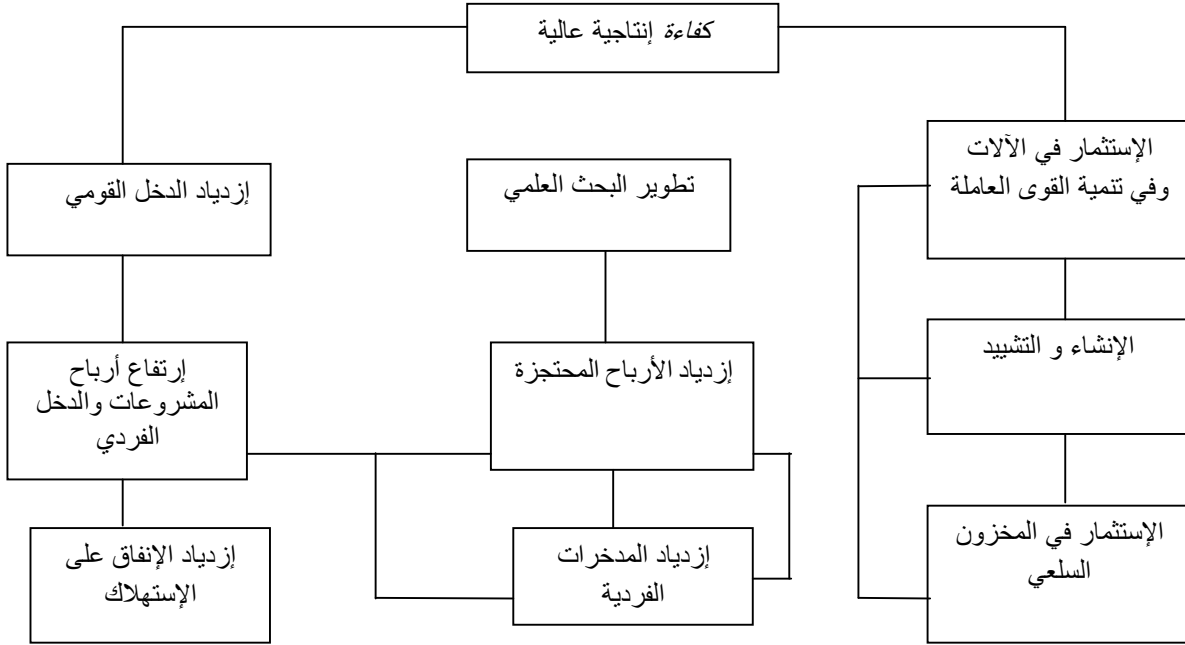 كفاءة إنتاجية عالية
الإستثمار في الآلات
وفي تنمية القوى العاملة
تطوير البحث العلمي
إزدياد الدخل القومي
الإنشاء و التشييد
إزدياد الأرباح المحتجزة
إرتفاع أرباح
المشروعات والدخل
الفردي
الإستثمار في المخزون
السلعي
إزدياد المدخرات
الفردية
إزدياد الإنفاق على
الإستهلاك